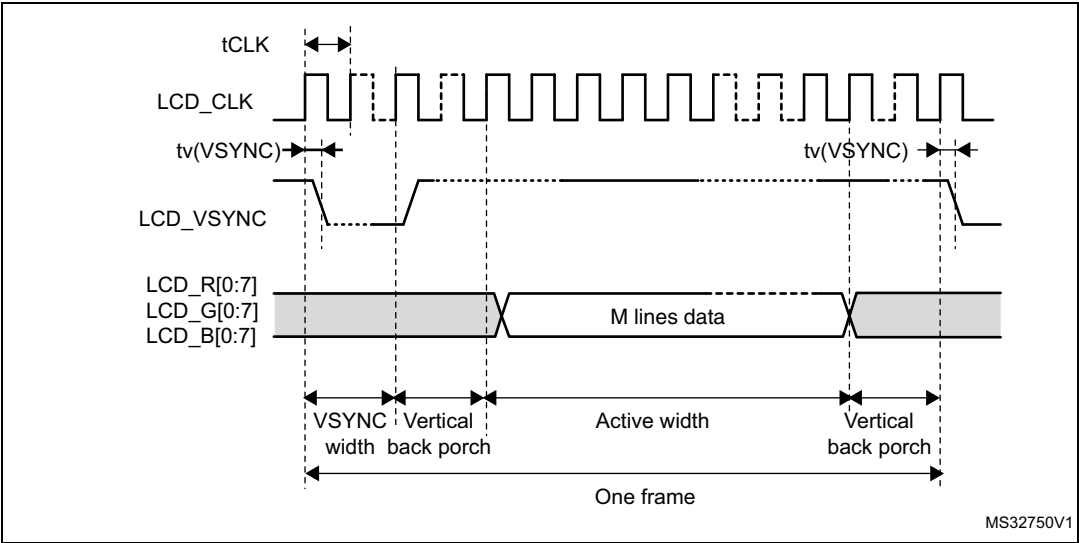 tCLK
LCD_CLK
tv(VSYNC)
tv(VSYNC)
LCD_VSYNC
LCD_R[0:7]
LCD_G[0:7]
LCD_B[0:7]
M lines data
VSYNC width
Vertical back porch
Active width
Vertical back porch
One frame
MS32750V1